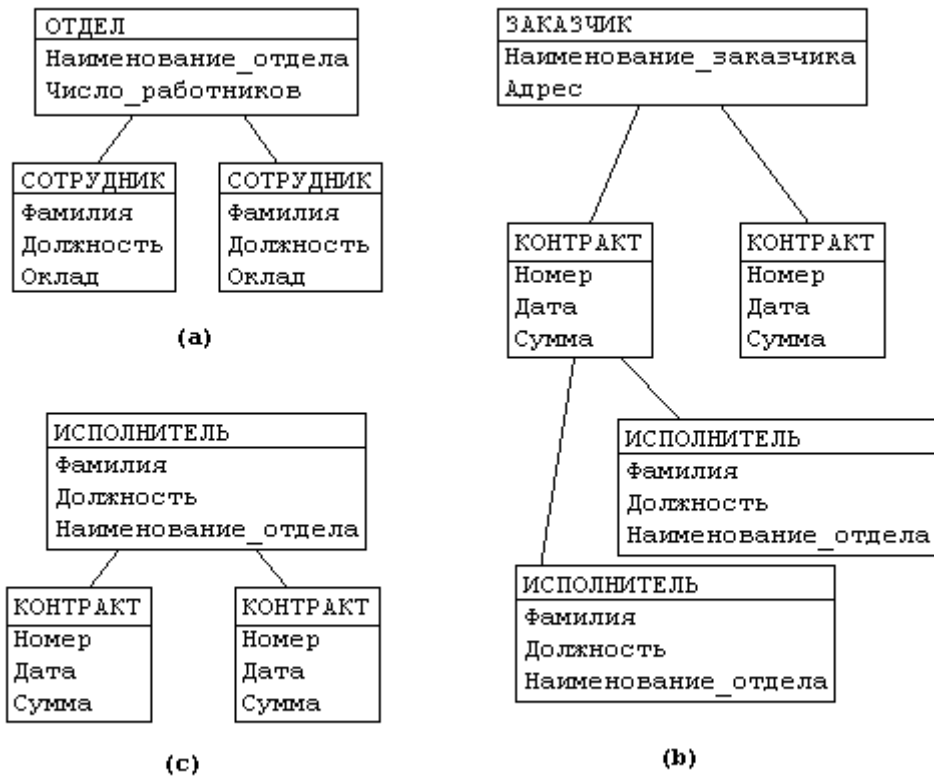 ОТДЕЛ
Наименование_отдела
Число_работников
СОТРУДНИК
Фамилия
Должность
Оклад
СОТРУДНИК
Фамилия
Должность
Оклад
(a)
ЗАКАЗЧИК
Наименование_заказчика
Адрес
КОНТРАКТ
Номер
Дата
Сумма
КОНТРАКТ
Номер
Дата
Сумма
ИСПОЛНИТЕЛЬ
Фамилия
Должность
Наименование_отдела
ИСПОЛНИТЕЛЬ
Фамилия
Должность
Наименование_отдела
(b)
ИСПОЛНИТЕЛЬ
Фамилия
Должность
Наименование_отдела
КОНТРАКТ
Номер
Дата
Сумма
КОНТРАКТ
Номер
Дата
Сумма
(c)